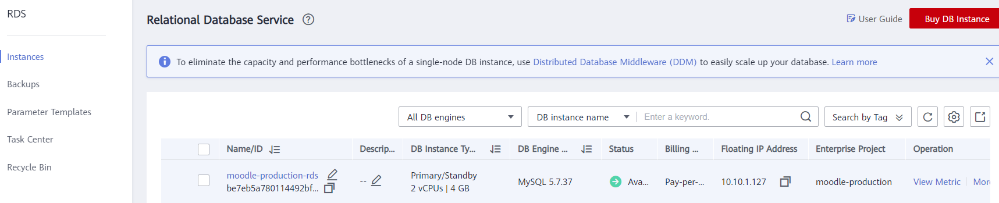 RDS
Instances
Backups
Parameter Templates
Task Center
Recycle Bin
Relational Database Service ?
User Guide
Buy DB Instance
To eliminate the capacity and performance bottlenecks of a single-node DB instance, use Distributed Database Middleware (DDM) to easily scale up your database. Learn more
All DB engines
DB instance name
Enter a keyword.
Search by Tag
Name/ID Descrip... DB Instance Ty... DB Engine ... Status Billing ... Floating IP Address Enterprise Project Operation
moodle-production-rds
be7eb5a780114492bf...
--
Primary/Standby
2 vCPUs | 4 GB
MySQL 5.7.37
Ava...
Pay-per-...
10.10.1.127
moodle-production
View Metric
More